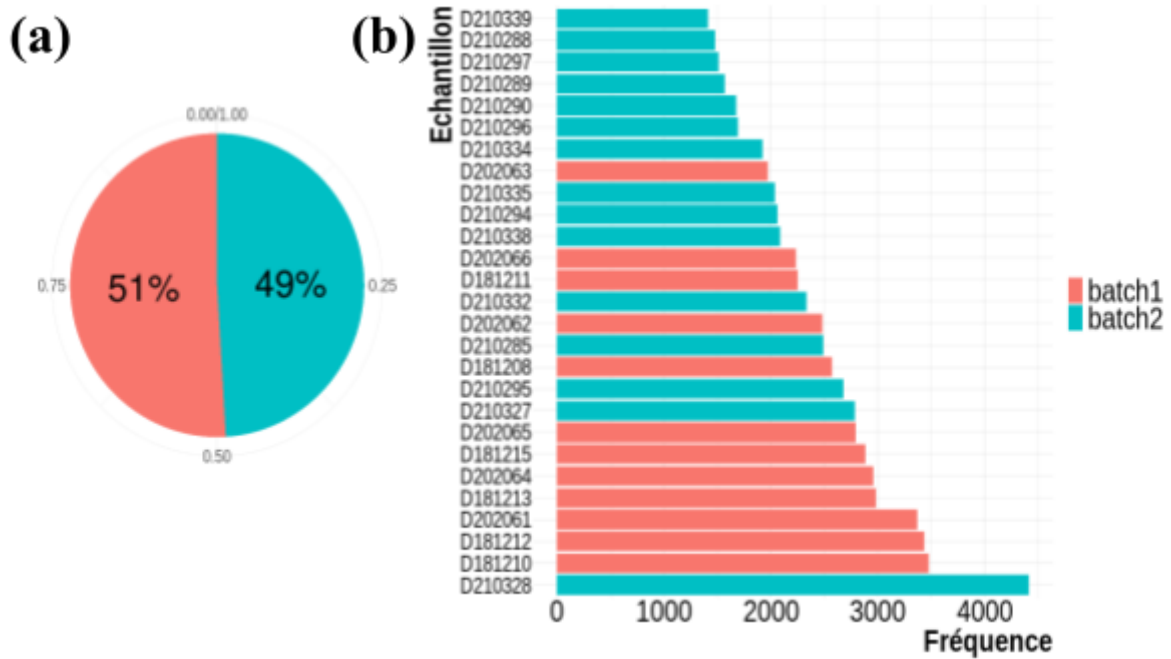 (a)
0.00/1.00
0.75
51%
49%
0.25
0.50
(b)
Echantillon
D210339
D210288
D210297
D210289
D210290
D210296
D210334
D202063
D210335
D210294
D210338
D202066
D181211
D210332
D202062
D210285
D181208
D210295
D210327
D202065
D181215
D202064
D181213
D202061
D181212
D181210
D210328
0 1000 2000 3000 4000
Fréquence
batch1
batch2